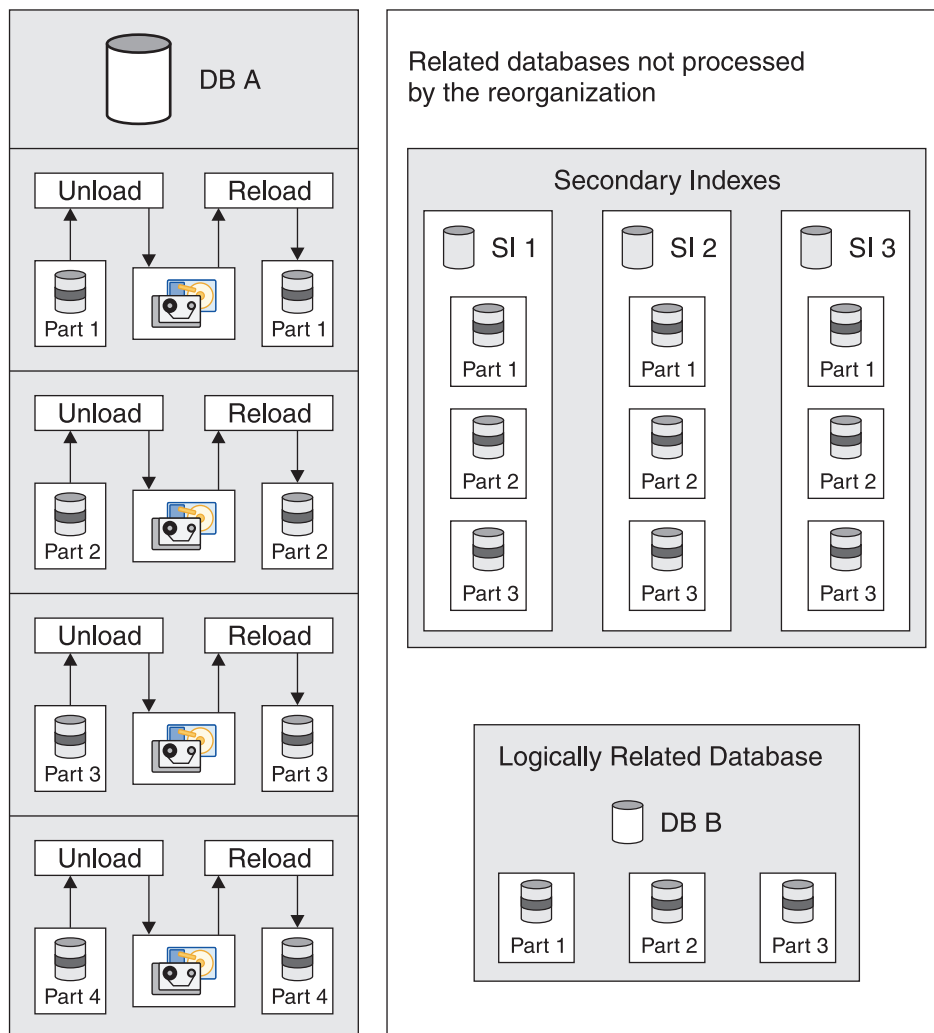 DB A
Unload
Reload
Part 1
Part 1
Unload
Reload
Part 2
Part 2
Unload
Reload
Part 3
Part 3
Unload
Reload
Part 4
Part 4
Related databases not processed
by the reorganization
Secondary Indexes
SI 1
Part 1
Part 2
Part 3
SI 2
Part 1
Part 2
Part 3
SI 3
Part 1
Part 2
Part 3
Logically Related Database
DB B
Part 1
Part 2
Part 3